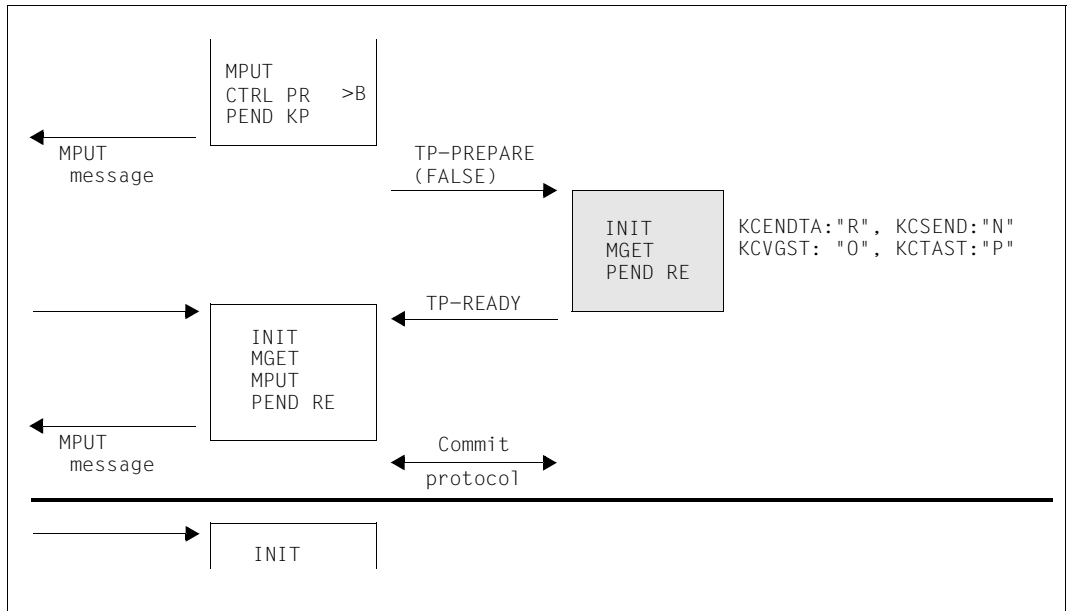 MPUT
CTRL PR >B
PEND KP
MPUT
message
TP-PREPARE
(FALSE)
INIT
MGET
PEND RE
KCENDTA:"R", KCSEND:"N"
KCVGST: "O", KCTAST:"P"
TP-READY
INIT
MGET
MPUT
PEND RE
MPUT
message
Commit
protocol
INIT